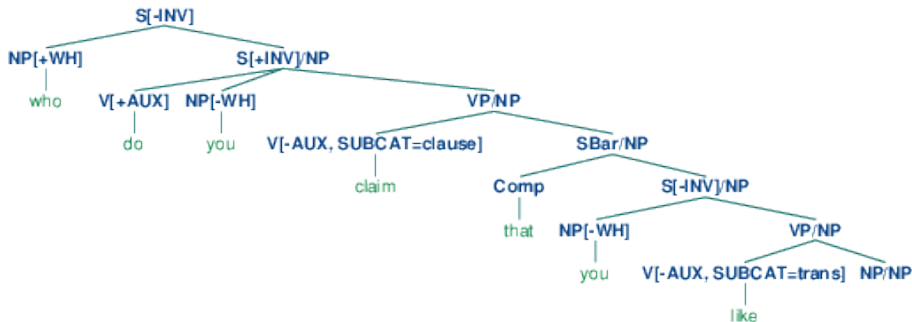 S[-INV]
NP[+WH] S[+INV]/NP
who V[+AUX] NP[-WH] VP/NP
do you V[-AUX, SUBCAT=clause] SBar/NP
claim Comp S[-INV]/NP
that NP[-WH] VP/NP
you V[-AUX, SUBCAT=trans] NP/NP
like